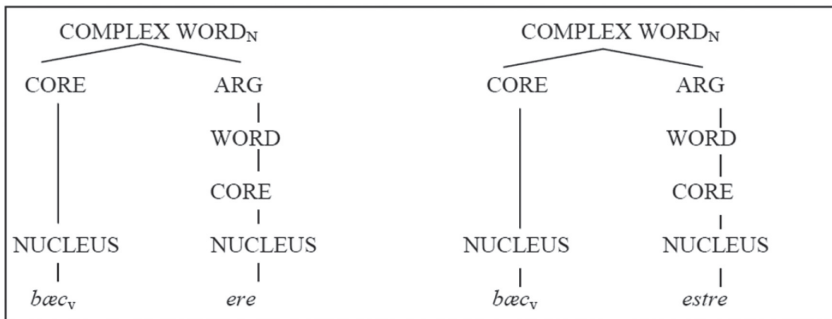 COMPLEX WORDN COMPLEX WORDN
CORE ARG CORE ARG
WORD WORD
CORE CORE
NUCLEUS NUCLEUS NUCLEUS NUCLEUS
bæcv ere bæcv estre